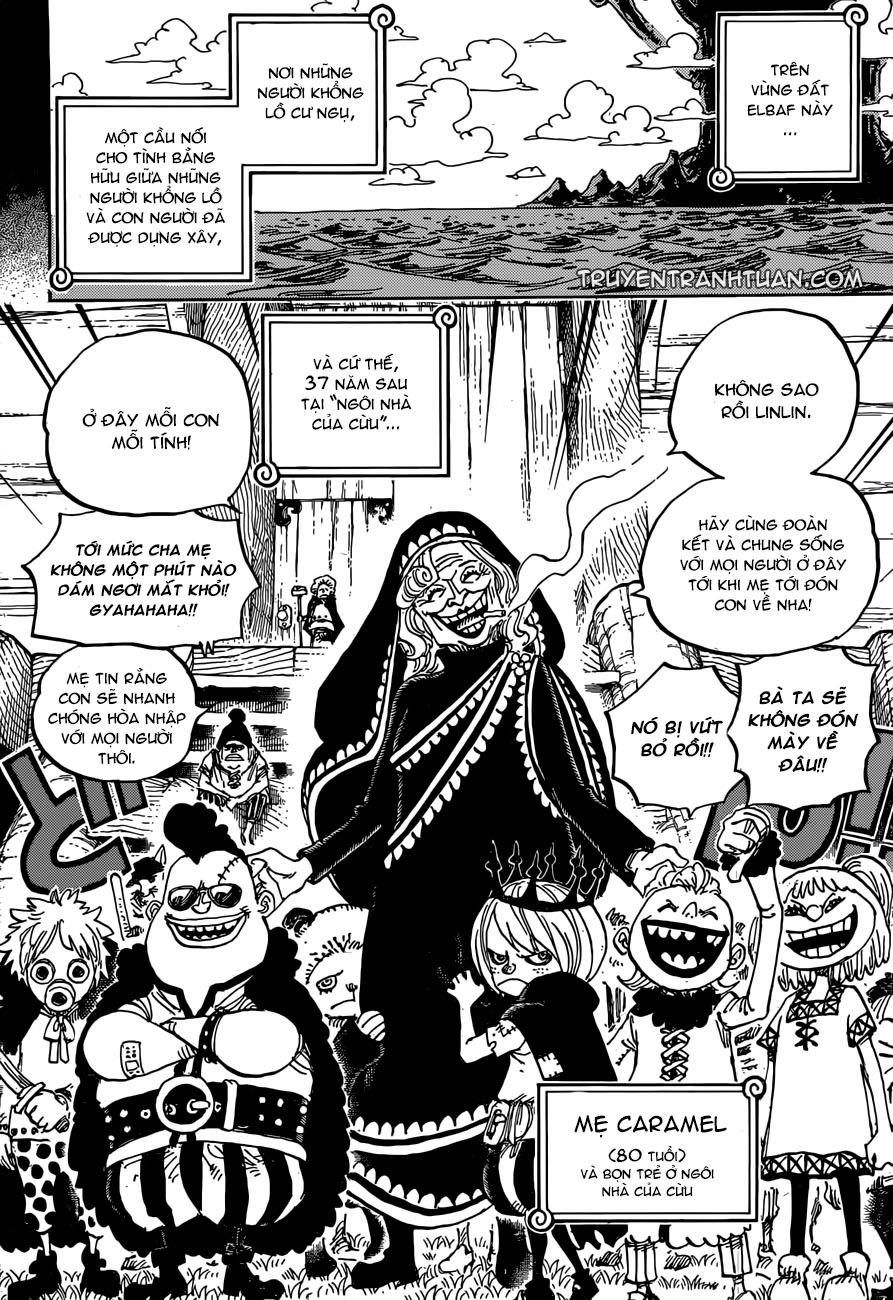 TRÊN
VÙNG ĐẤT
ELBAF NÀY
...
NƠI NHỮNG
NGƯỜI KHỔNG
LỒ CƯ NGỤ,
MỘT CẦU NỐI
CHO TÌNH BẰNG
HỮU GIỮA NHỮNG
NGƯỜI KHỔNG LỒ
VÀ CON NGƯỜI ĐÃ
ĐƯỢC DỰNG XÂY,
TRUYENTRANHTUAN.COM
KHÔNG SAO
RỒI LINLIN.
HÃY CÙNG ĐOÀN
KẾT VÀ CHUNG SỐNG
VỚI MỌI NGƯỜI Ở ĐÂY
TỚI KHI MẸ TỚI ĐÓN
CON VỀ NHA!
BÀ TA SẼ
KHÔNG ĐÓN
MÀY VỀ
ĐÂU!!
NÓ BỊ VỨT
BỎ RỒI!!
VÀ CỨ THẾ,
37 NĂM SAU
TẠI “NGÔI NHÀ
CỦA CỪU”...
Ở ĐÂY MỖI CON
MỖI TÍNH!
TỚI MỨC CHA MẸ
KHÔNG MỘT PHÚT NÀO
DÁM NGƠI MẮT KHỎI!
GYAHAHAHA!!
MẸ TIN RẰNG
CON SẼ NHANH
CHÓNG HÒA NHẬP
VỚI MỌI NGƯỜI
THÔI.
MẸ CARAMEL
(80 TUỔI)
VÀ BỌN TRẺ Ở NGÔI
NHÀ CỦA CỪU